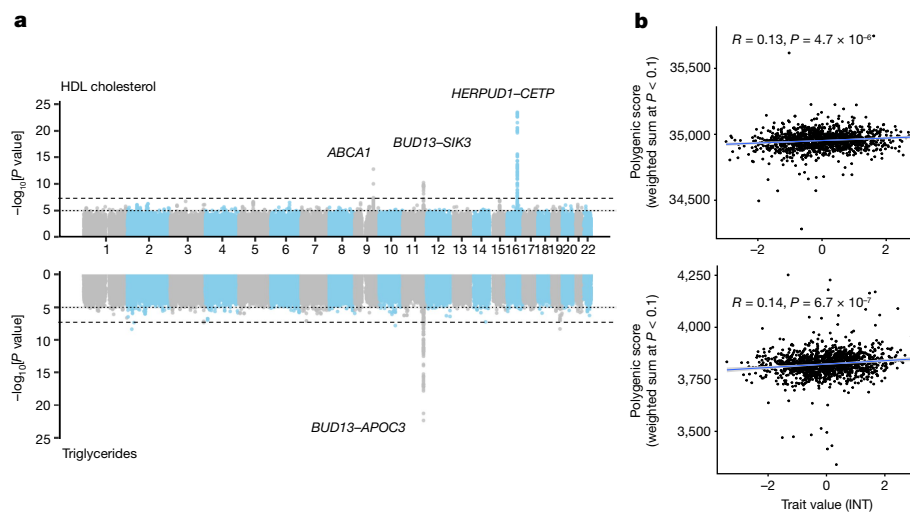 a
HDL cholesterol
HERPUD1–CETP
BUD13–SIK3
ABCA1
–log10[P value]
25
20
15
10
5
0
1 2 3 4 5 6 7 8 9 10 11 12 13 14 15 16 17 18 19 20 22
0
5
10
15
20
25
–log10[P value]
BUD13–APOC3
Triglycerides
b
R = 0.13, P = 4.7 × 10⁻⁶
Polygenic score
(weighted sum at P < 0.1)
35,500
35,000
34,500
–2 0 2
R = 0.14, P = 6.7 × 10⁻⁷
Polygenic score
(weighted sum at P < 0.1)
4,250
4,000
3,750
3,500
–2 0 2
Trait value (INT)